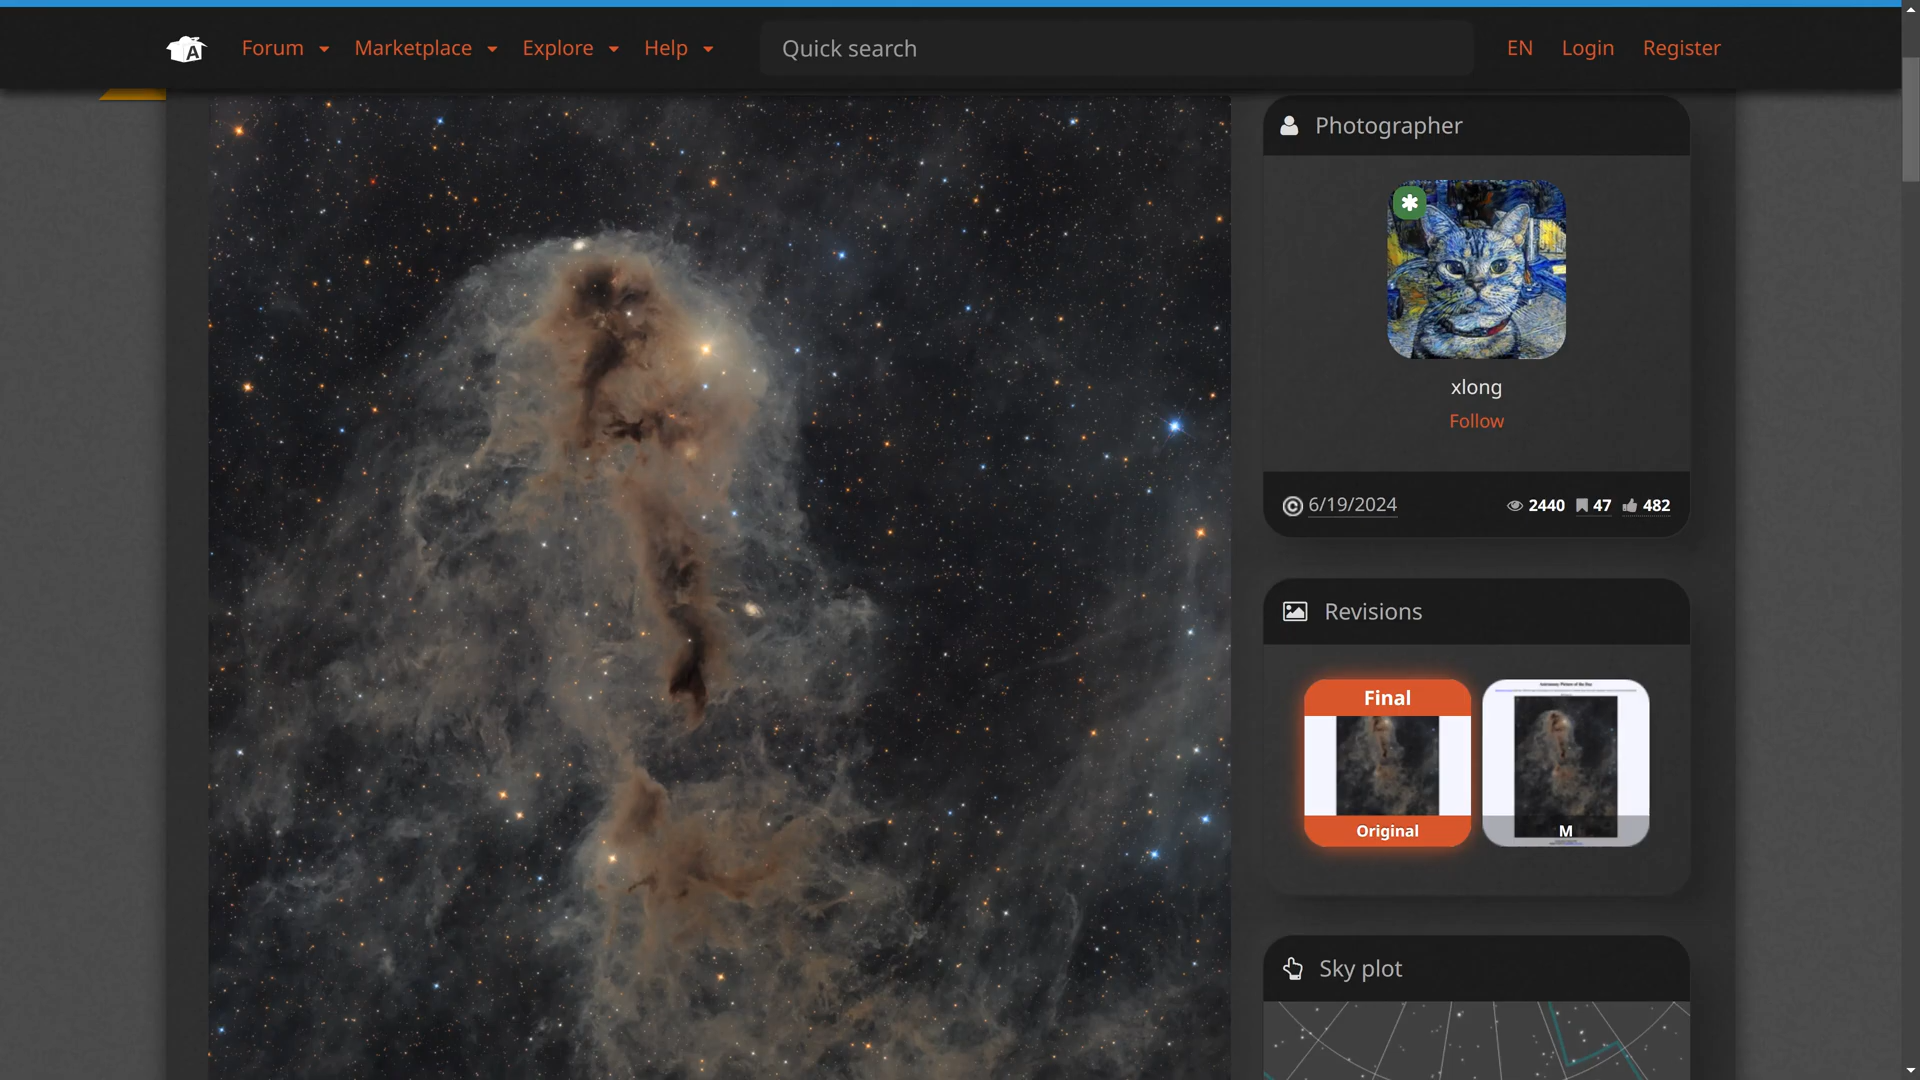 Forum Marketplace Explore Help Quick search EN Login Register
Photographer
xlong
Follow
6/19/2024 2440 47 482
Revisions
Final
Original
M
Sky plot